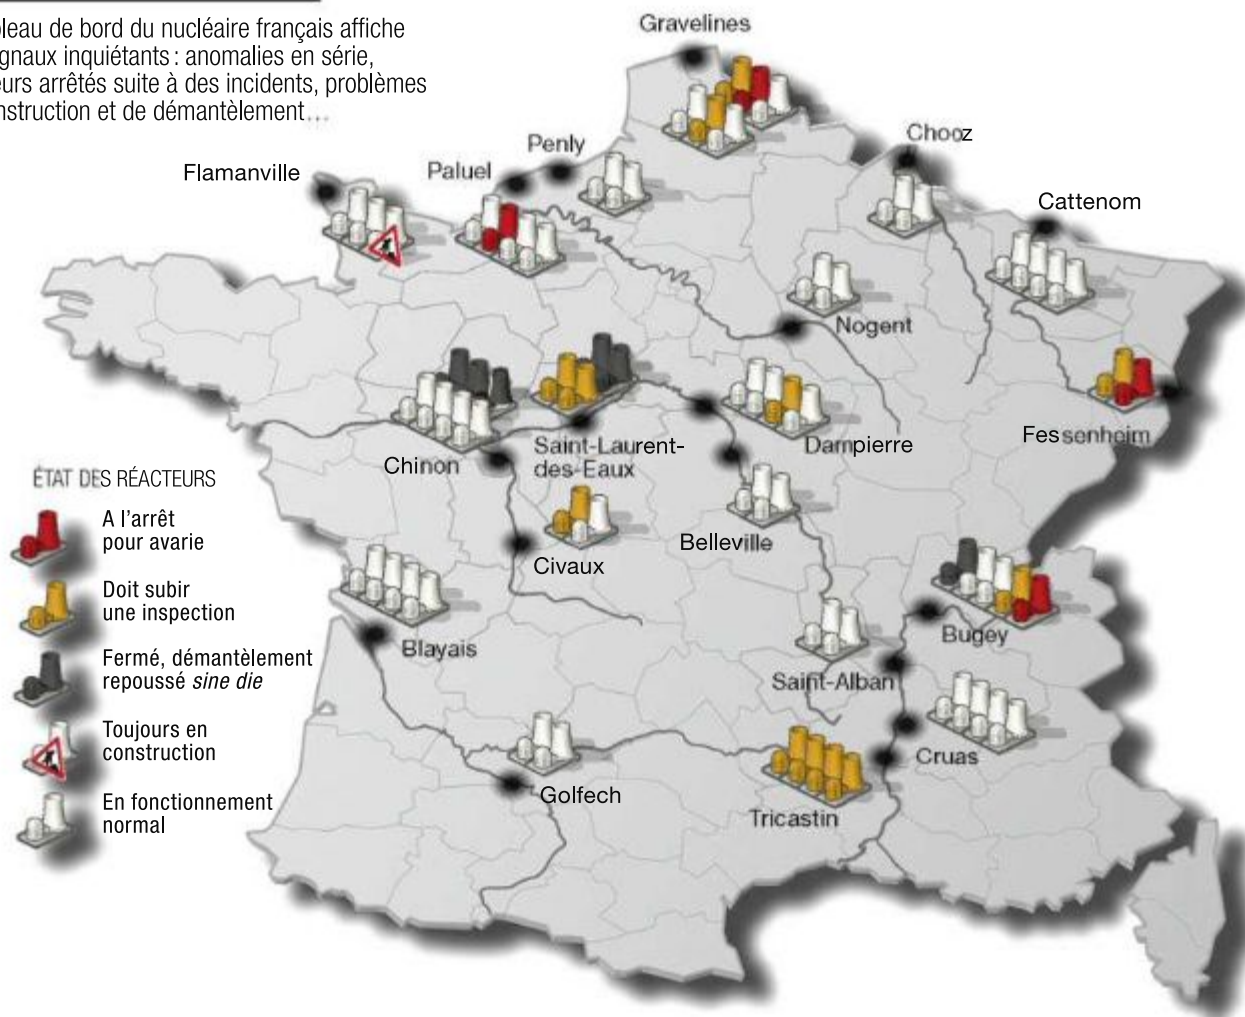 bleau de bord du nucléaire français affiche
gnaux inquiétants : anomalies en série,
eurs arrêtés suite à des incidents, problèmes
nstruction et de démantèlement...
Gravelines
Chooz
Penly
Paluel
Flamanville
Cattenom
Nogent
Fessenheim
Dampierre
Saint-Laurent-
des-Eaux
Chinon
Belleville
Civaux
Bugey
Blayais
Saint-Alban
Cruas
Golfech
Tricastin
ÉTAT DES RÉACTEURS
A l'arrêt
pour avarie
Doit subir
une inspection
Fermé, démantèlement
repoussé sine die
Toujours en
construction
En fonctionnement
normal